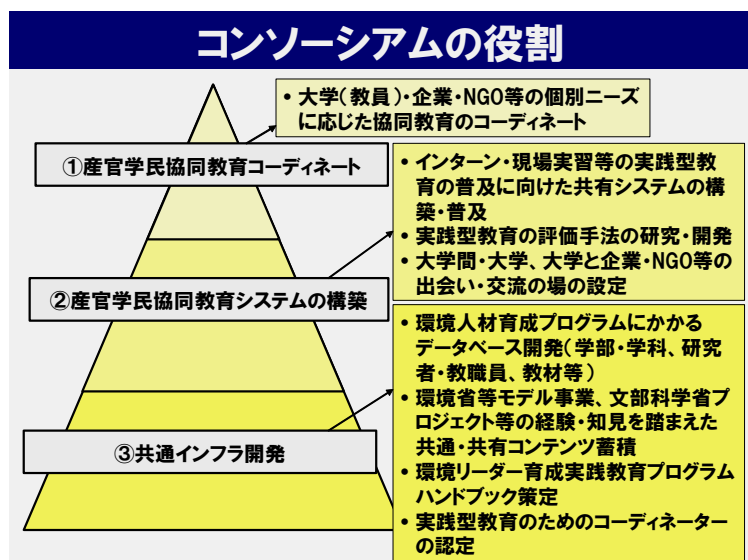 コンソーシアムの役割
• 大学(教員)・企業・NGO等の個別ニーズ
に応じた協同教育のコーディネート
①産官学民協同教育コーディネート
• インターン・現場実習等の実践型教
育の普及に向けた共有システムの構
築・普及
• 実践型教育の評価手法の研究・開発
• 大学間・大学、大学と企業・NGO等の
出会い・交流の場の設定
②産官学民協同教育システムの構築
• 環境人材育成プログラムにかかる
データベース開発(学部・学科、研究
者・教職員、教材等)
• 環境省等モデル事業、文部科学省プ
ロジェクト等の経験・知見を踏まえた
共通・共有コンテンツ蓄積
• 環境リーダー育成実践教育プログラム
ハンドブック策定
• 実践型教育のためのコーディネーター
の認定
③共通インフラ開発